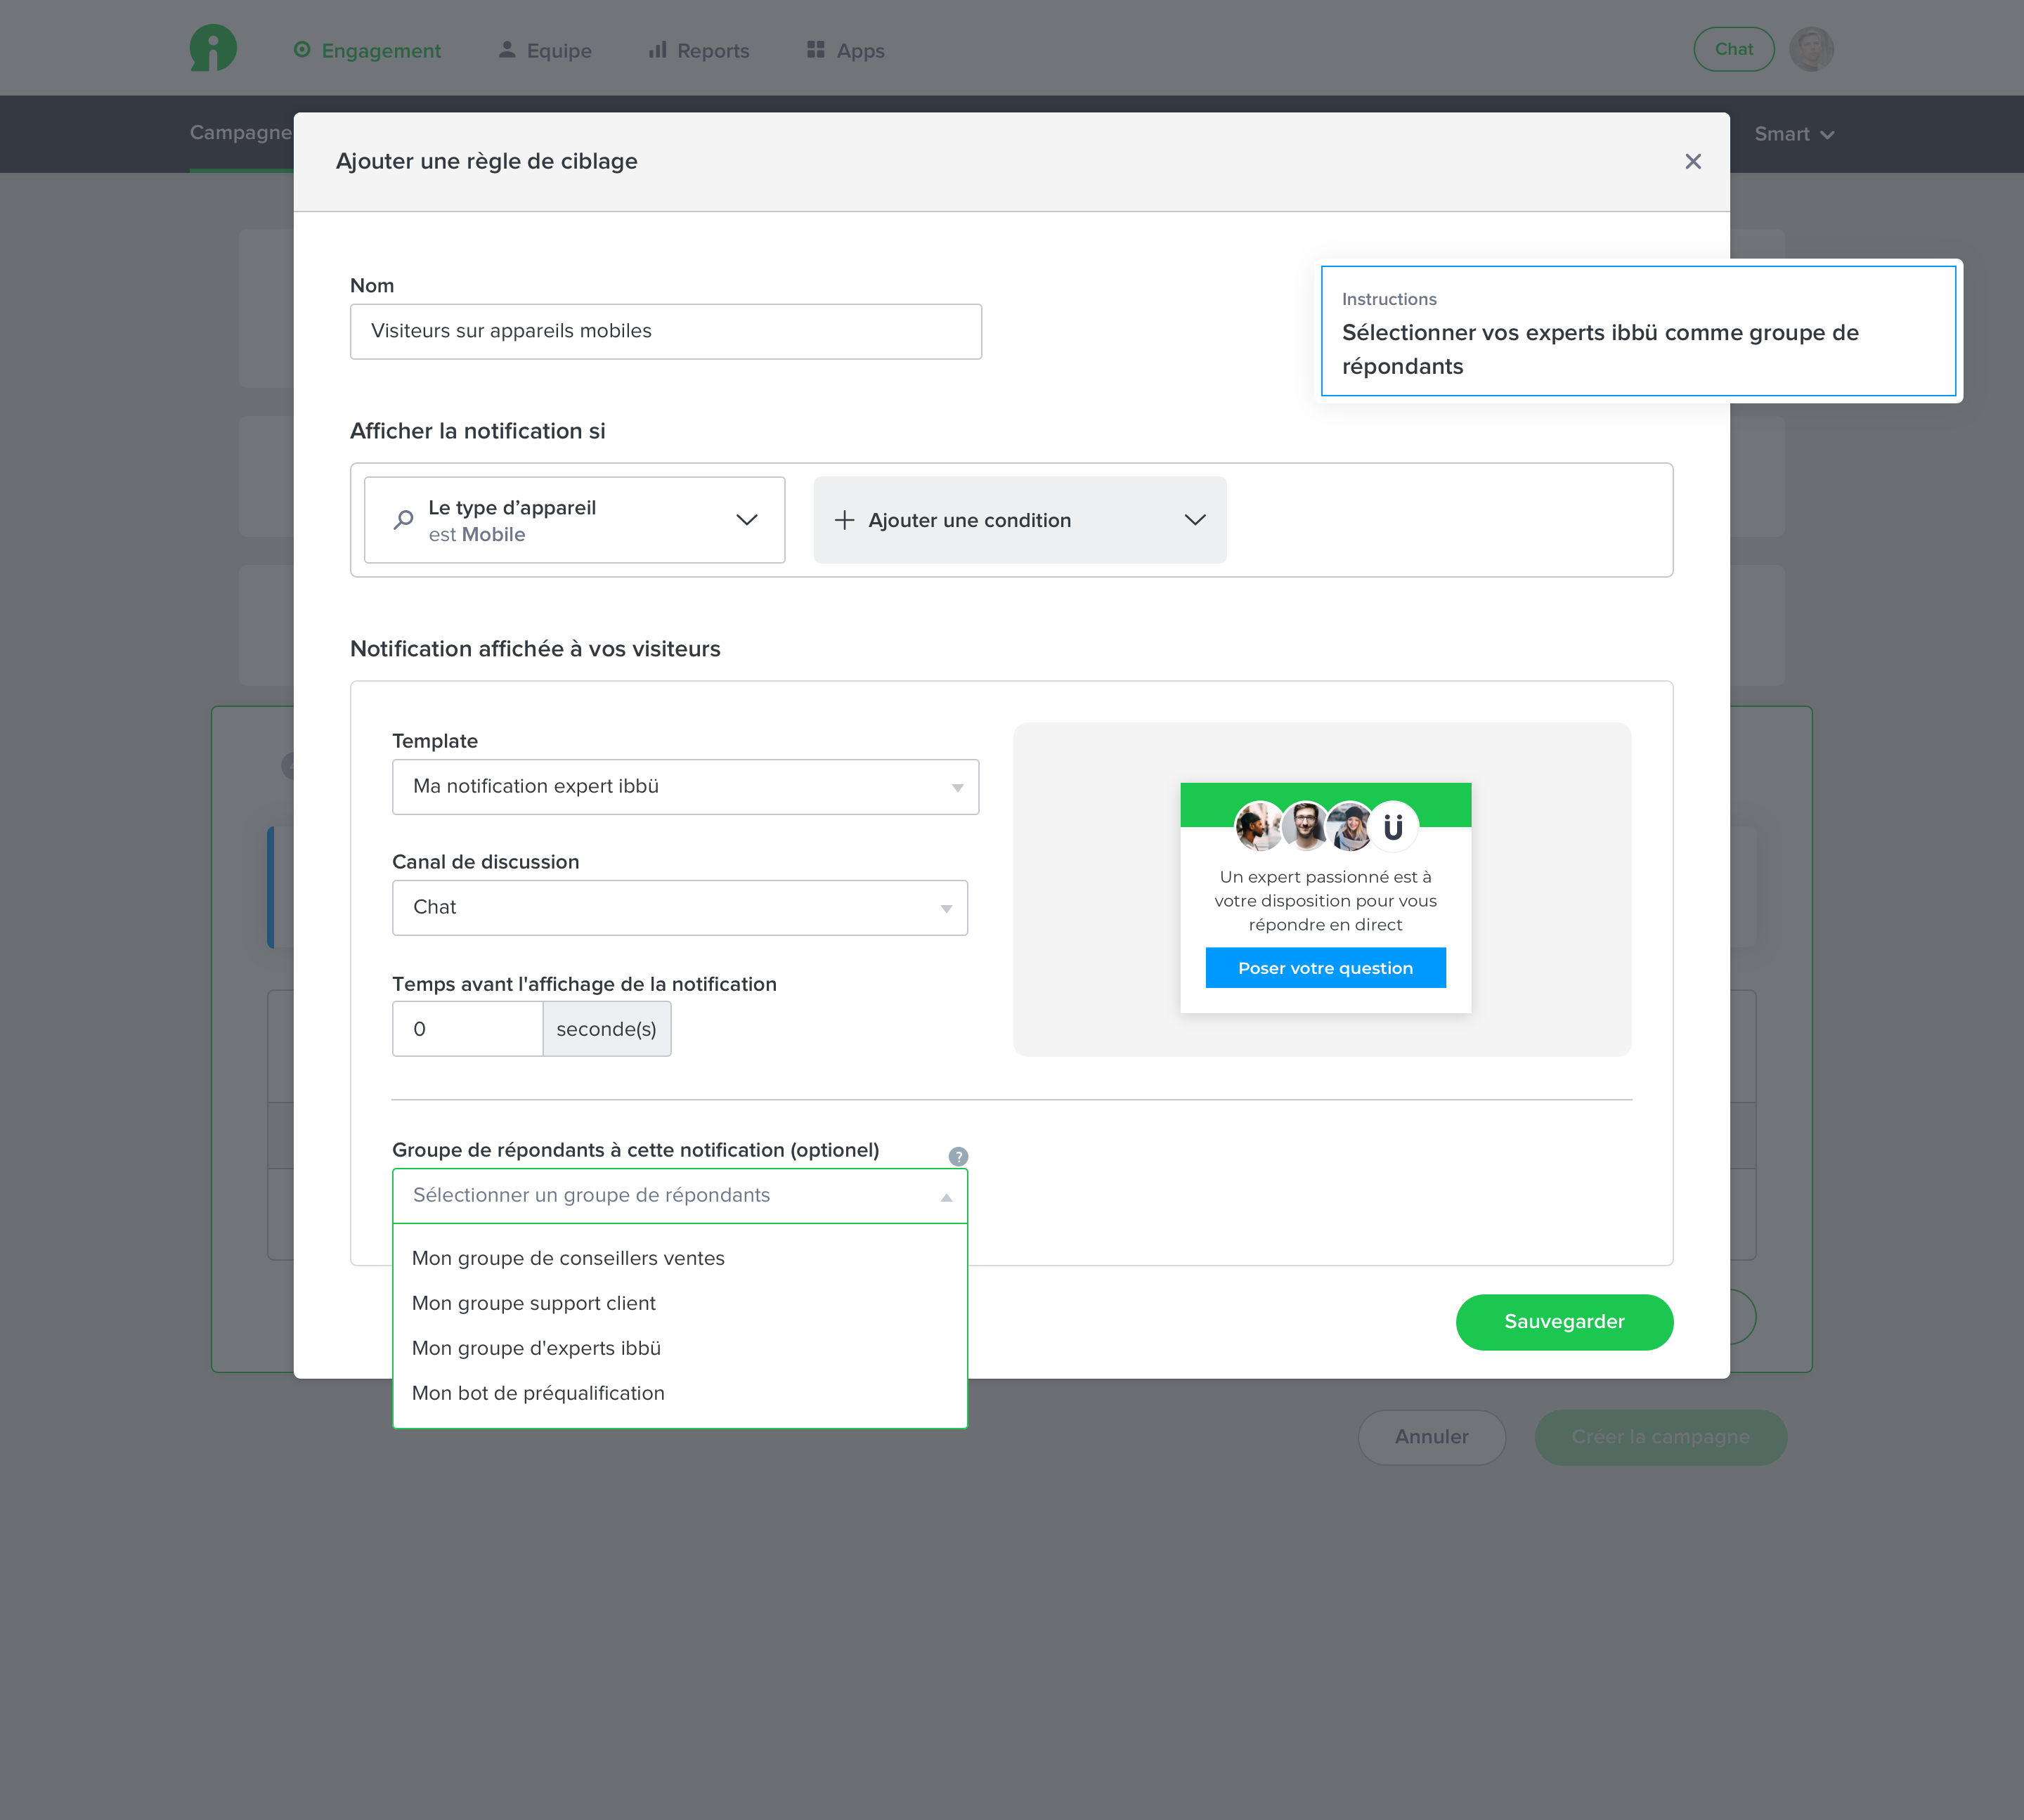 Engagement
Equipe
Reports
Apps
Chat
Campagne
Smart
Ajouter une règle de ciblage
Nom
Visiteurs sur appareils mobiles
Instructions
Sélectionner vos experts ibbü comme groupe de
répondants
Afficher la notification si
Le type d’appareil
est Mobile
Ajouter une condition
Notification affichée à vos visiteurs
Template
Ma notification expert ibbü
Canal de discussion
Chat
Temps avant l'affichage de la notification
0
seconde(s)
Ü
Un expert passionné est à
votre disposition pour vous
répondre en direct
Poser votre question
Groupe de répondants à cette notification (optionel)
?
Sélectionner un groupe de répondants
Mon groupe de conseillers ventes
Mon groupe support client
Mon groupe d'experts ibbü
Mon bot de préqualification
Sauvegarder
Annuler
Créer la campagne